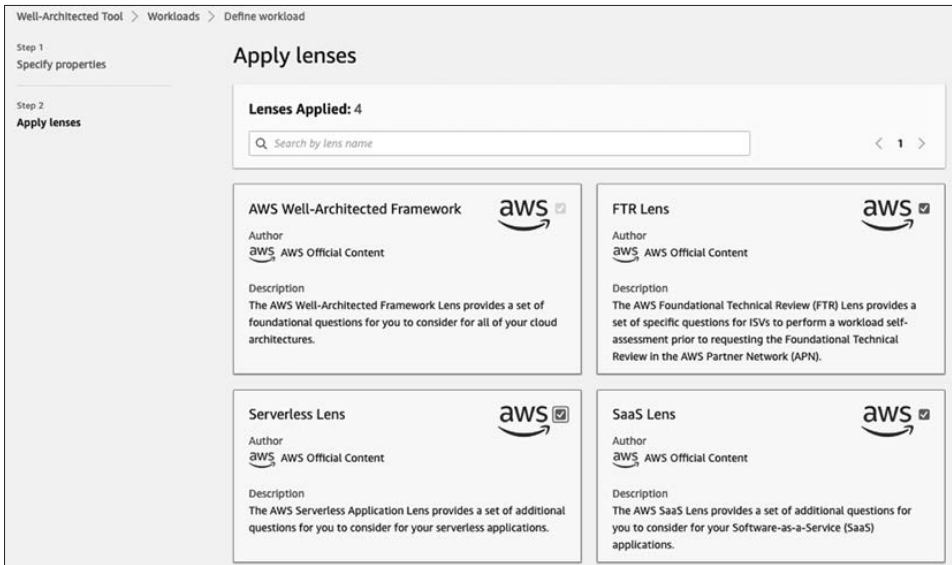 Well-Architected Tool > Workloads > Define workload
Step 1
Specify properties
Step 2
Apply lenses
Apply lenses
Lenses Applied: 4
Search by lens name
< 1 >
AWS Well-Architected Framework
aws
Author
aws AWS Official Content
Description
The AWS Well-Architected Framework Lens provides a set of
foundational questions for you to consider for all of your cloud
architectures.
FTR Lens
aws
Author
aws AWS Official Content
Description
The AWS Foundational Technical Review (FTR) Lens provides a
set of specific questions for ISVs to perform a workload self-
assessment prior to requesting the Foundational Technical
Review in the AWS Partner Network (APN).
Serverless Lens
aws
Author
aws AWS Official Content
Description
The AWS Serverless Application Lens provides a set of additional
questions for you to consider for your serverless applications.
SaaS Lens
aws
Author
aws AWS Official Content
Description
The AWS SaaS Lens provides a set of additional questions for
you to consider for your Software-as-a-Service (SaaS)
applications.